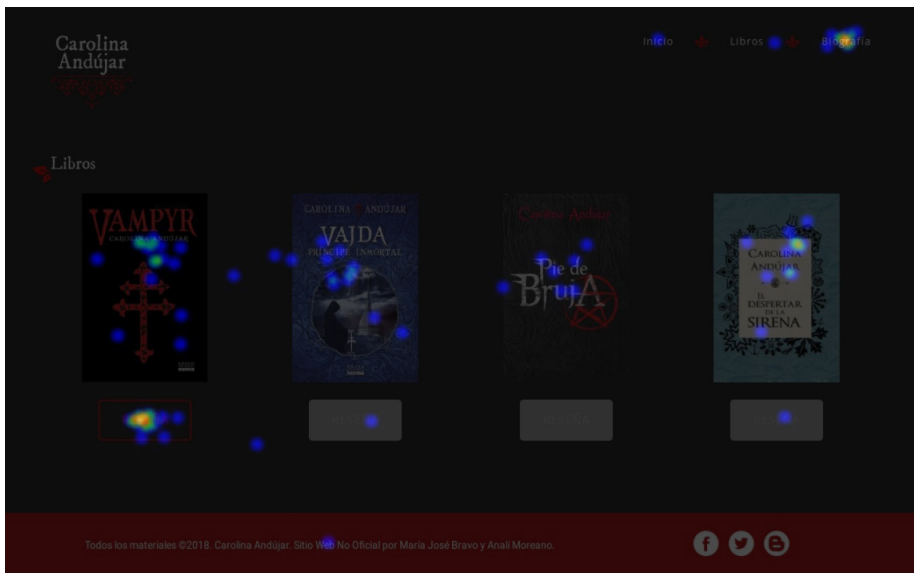 Carolina
Andújar
Inicio
Libros
Biografía
Libros
VAMPYR
CAROLINA ANDÚJAR
CAROLINA ANDÚJAR
VAJDA
PRÍNCIPE INMORTAL
Carolina Andújar
Pie de
BrujA
CAROLINA
ANDÚJAR
EL
DESPERTAR
DE LA
SIRENA
RESEÑA
Todos los materiales ©2018. Carolina Andújar. Sitio Web No Oficial por María José Bravo y Analí Moreano.